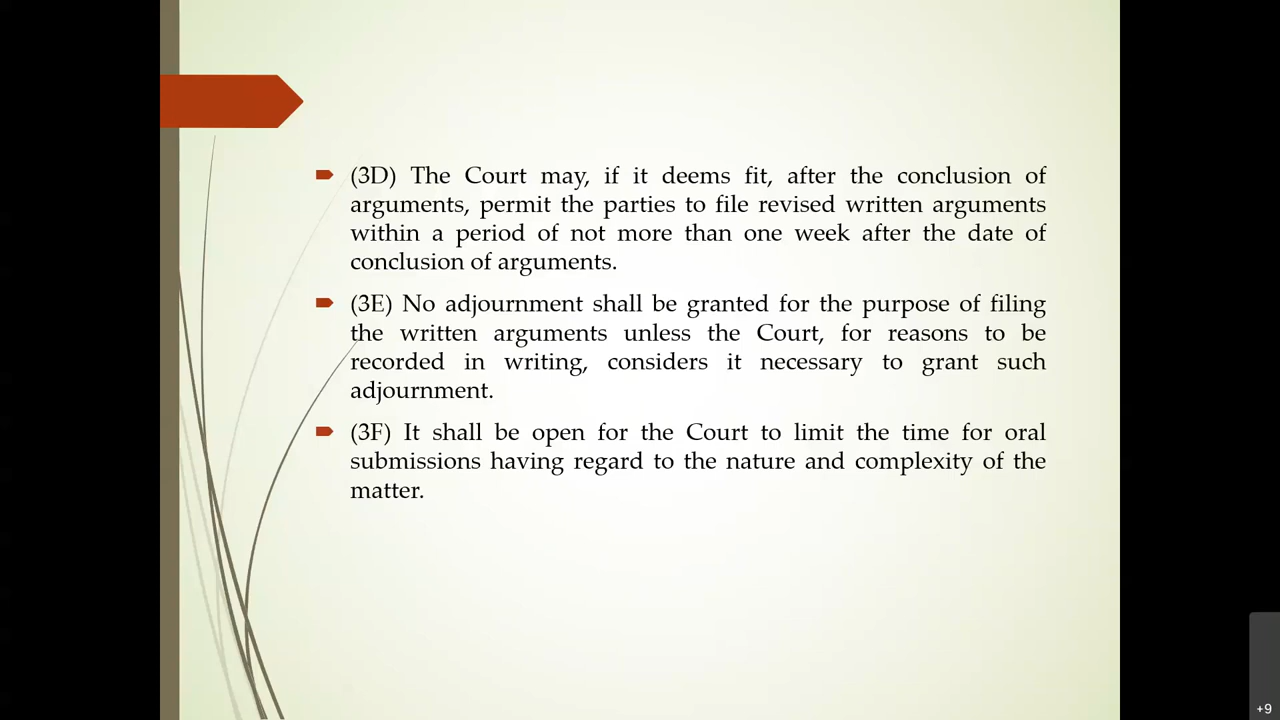 (3D) The Court may, if it deems fit, after the conclusion of
arguments, permit the parties to file revised written arguments
within a period of not more than one week after the date of
conclusion of arguments.
(3E) No adjournment shall be granted for the purpose of filing
the written arguments unless the Court, for reasons to be
recorded in writing, considers it necessary to grant such
adjournment.
(3F) It shall be open for the Court to limit the time for oral
submissions having regard to the nature and complexity of the
matter.
+9